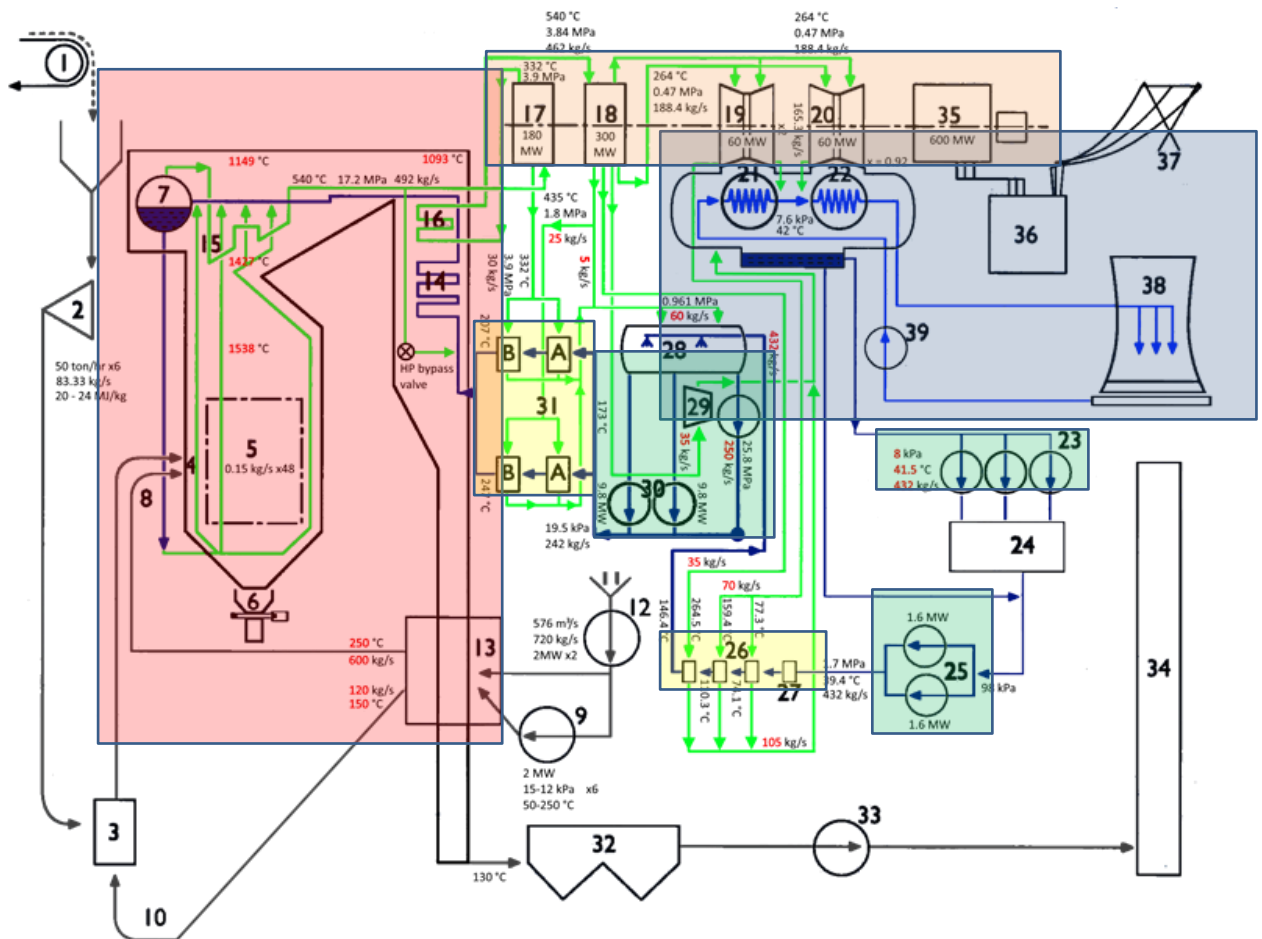 540 °C
3.84 MPa
462 kg/s
264 °C
0.47 MPa
188.4 kg/s
1
332 °C
3.9 MPa
264 °C
0.47 MPa
188.4 kg/s
17
180
MW
18
300
MW
19
60 MW
x2
165.3 kg/s
20
60 MW
x = 0.92
35
600 MW
37
1149 °C
1093 °C
7
540 °C 17.2 MPa 492 kg/s
15
16
1427 °C
14
435 °C
1.8 MPa
25 kg/s
5 kg/s
30 kg/s
3.9 MPa
332 °C
21
22
7.6 kPa
42 °C
36
38
39
2
50 ton/hr x6
83.33 kg/s
20 - 24 MJ/kg
1538 °C
HP bypass
valve
207 °C
B
A
31
B
A
247 °C
173 °C
0.961 MPa
60 kg/s
28
432 kg/s
29
35 kg/s
250 kg/s
25.8 MPa
30
9.8 MW
9.8 MW
19.5 kPa
242 kg/s
5
0.15 kg/s x48
4
8
6
23
8 kPa
41.5 °C
432 kg/s
24
34
35 kg/s
70 kg/s
146.4 °C
264.5 °C
159.4 °C
77.3 °C
11
12
576 m³/s
720 kg/s
2MW x2
13
250 °C
600 kg/s
120 kg/s
150 °C
26
110.3 °C
74.1 °C
27
1.7 MPa
39.4 °C
432 kg/s
1.6 MW
25
1.6 MW
98 kPa
105 kg/s
9
2 MW
15-12 kPa x6
50-250 °C
3
10
130 °C
32
33